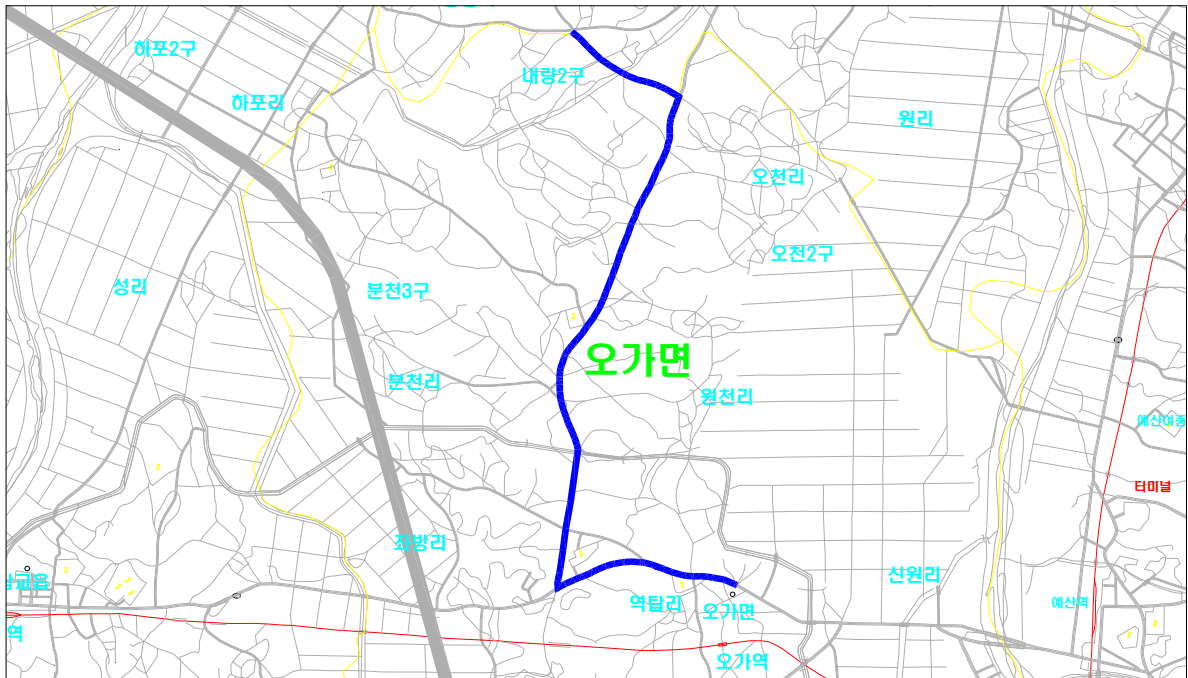 하포2구
내량2구
하포리
원리
오천리
오천2구
성리
분천3구
오가면
분천리
원천리
예산여중
터미널
좌방리
신원리
역탑리
오가면
예산역
역
오가역